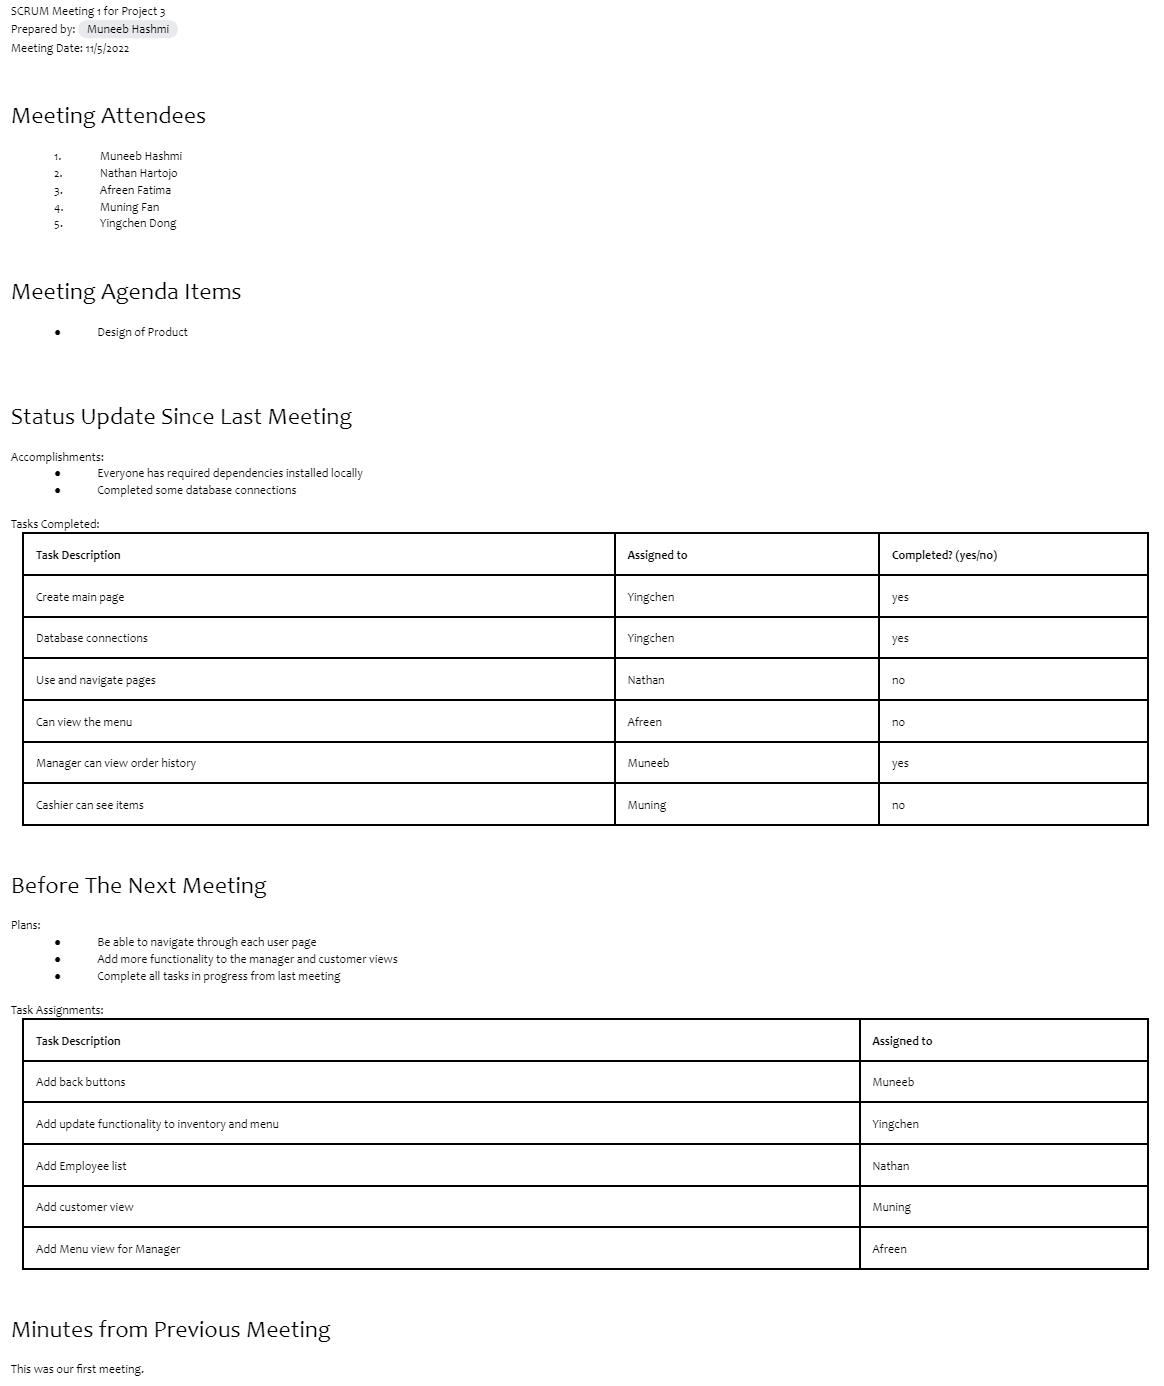 SCRUM Meeting 1 for Project 3
Prepared by: Muneeb Hashmi
Meeting Date: 11/5/2022
Meeting Attendees
1. Muneeb Hashmi
2. Nathan Hartojo
3. Afreen Fatima
4. Muning Fan
5. Yingchen Dong
Meeting Agenda Items
● Design of Product
Status Update Since Last Meeting
Accomplishments:
● Everyone has required dependencies installed locally
● Completed some database connections
Tasks Completed:
Task Description Assigned to Completed? (yes/no)
Create main page Yingchen yes
Database connections Yingchen yes
Use and navigate pages Nathan no
Can view the menu Afreen no
Manager can view order history Muneeb yes
Cashier can see items Muning no
Before The Next Meeting
Plans:
● Be able to navigate through each user page
● Add more functionality to the manager and customer views
● Complete all tasks in progress from last meeting
Task Assignments:
Task Description Assigned to
Add back buttons Muneeb
Add update functionality to inventory and menu Yingchen
Add Employee list Nathan
Add customer view Muning
Add Menu view for Manager Afreen
Minutes from Previous Meeting
This was our first meeting.